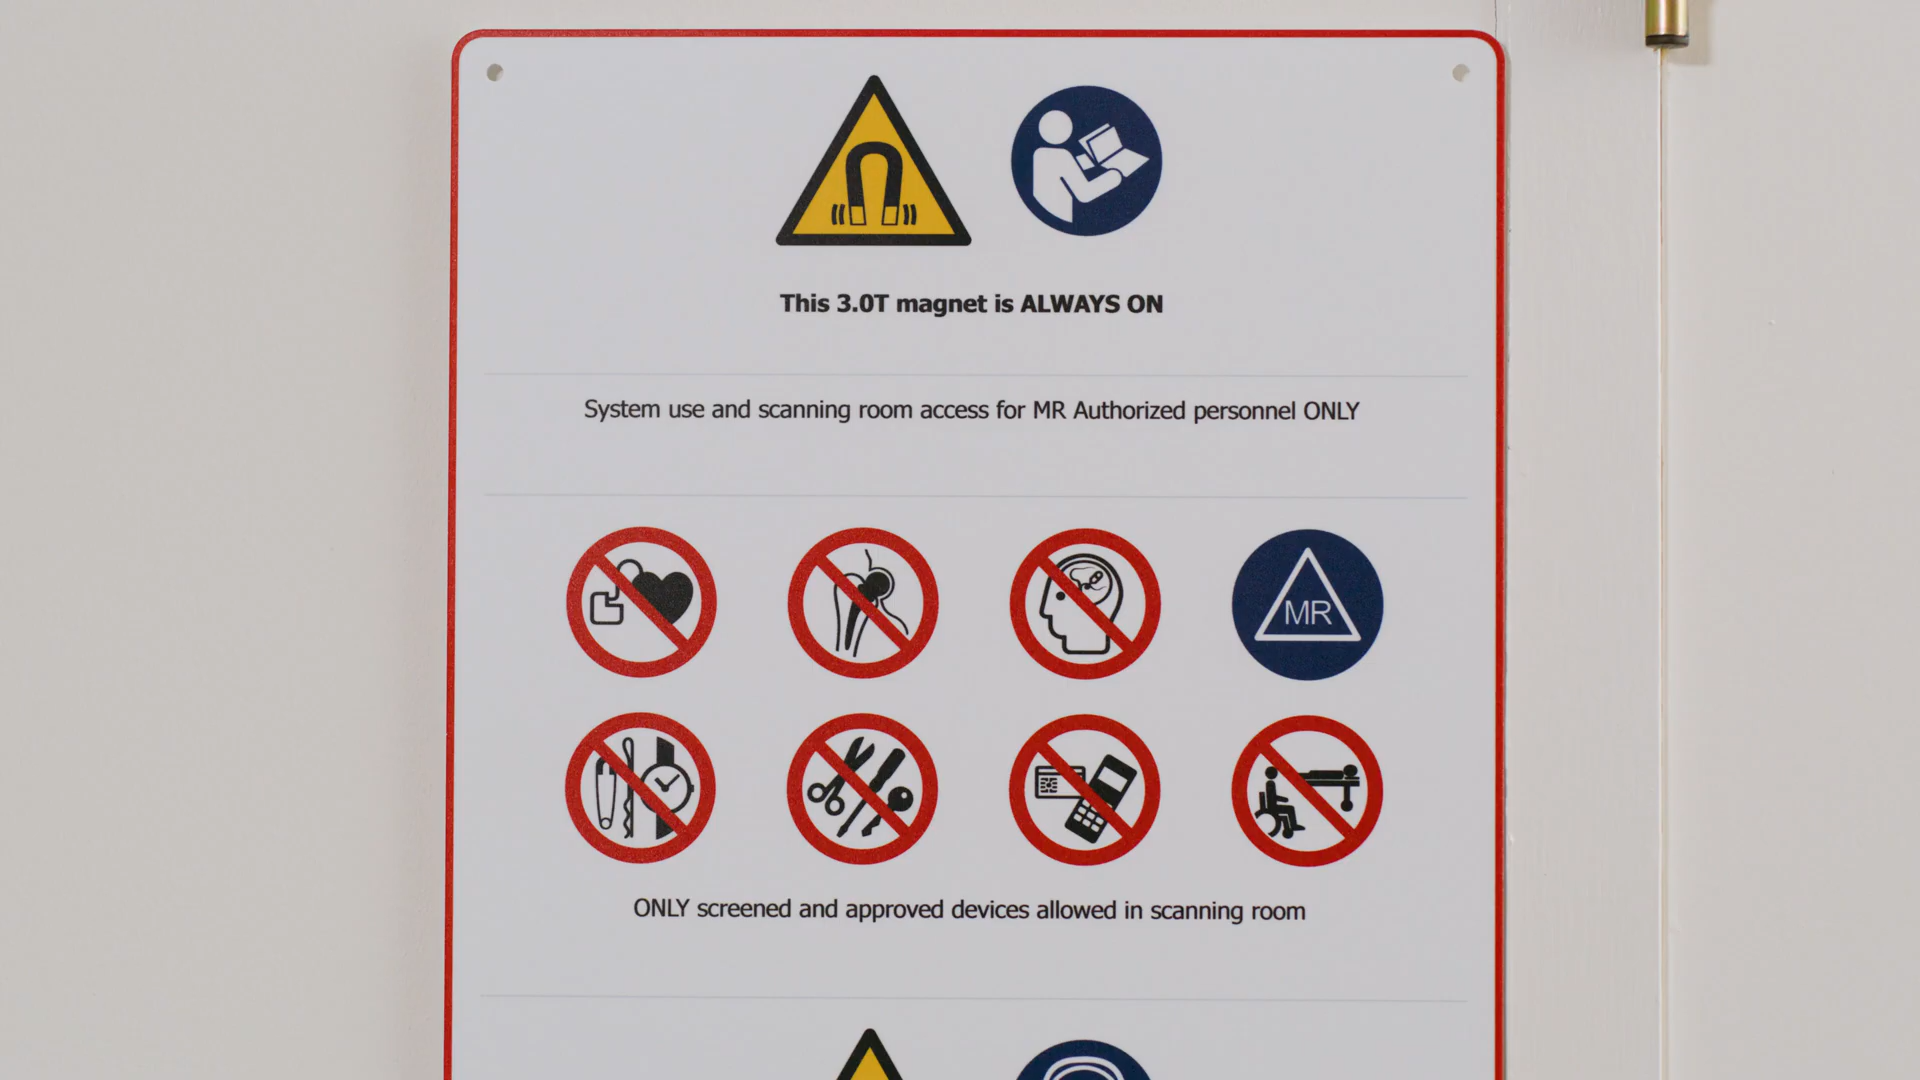 This 3.0T magnet is ALWAYS ON
System use and scanning room access for MR Authorized personnel ONLY
MR
ONLY screened and approved devices allowed in scanning room